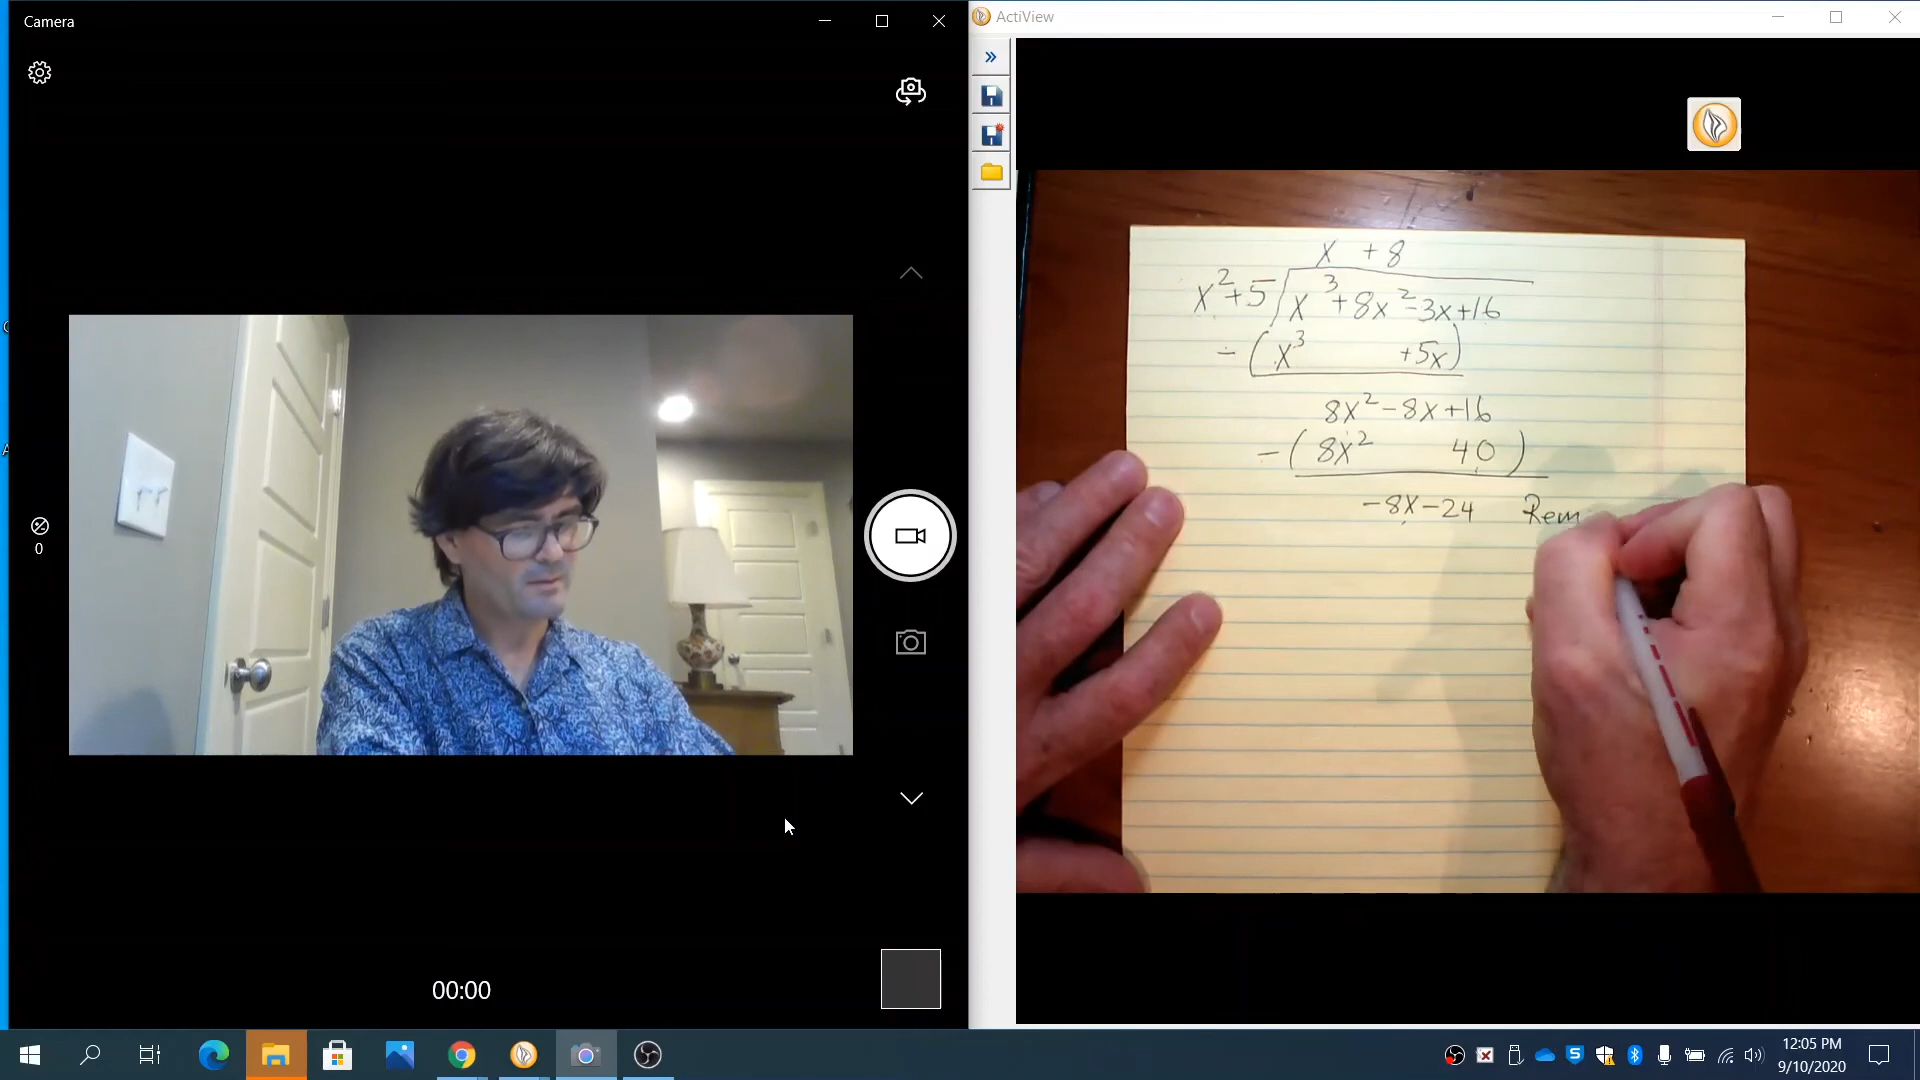 Camera
ActiView
0
00:00
x + 8
x²+5 x³+8x²-3x+16
- (x³ +5x)
8x²-8x+16
- (8x² 40)
-8x-24 Rem
12:05 PM
9/10/2020